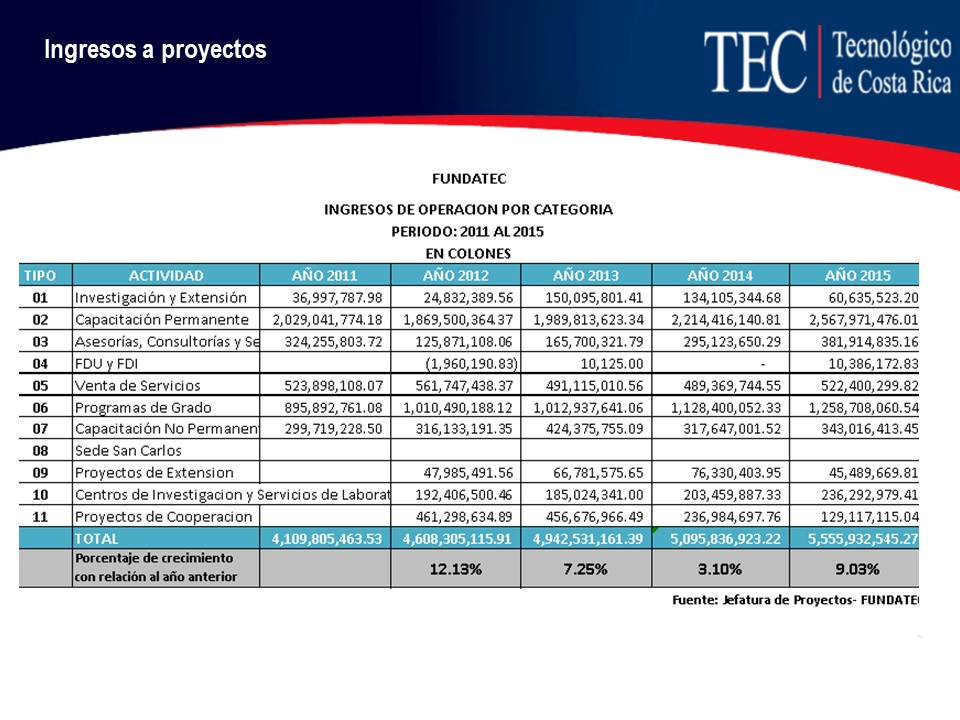 Ingresos a proyectos
TEC Tecnológico
de Costa Rica
FUNDATEC
INGRESOS DE OPERACION POR CATEGORIA
PERIODO: 2011 AL 2015
EN COLONES
TIPO ACTIVIDAD AÑO 2011 AÑO 2012 AÑO 2013 AÑO 2014 AÑO 2015
01 Investigación y Extensión 36,997,787.98 24,832,389.56 150,095,801.41 134,105,344.68 60,635,523.20
02 Capacitación Permanente 2,029,041,774.18 1,869,500,364.37 1,989,813,623.34 2,214,416,140.81 2,567,971,476.01
03 Asesorías, Consultorías y Se 324,255,803.72 125,871,108.06 165,700,321.79 295,123,650.29 381,914,835.16
04 FDU y FDI (1,960,190.83) 10,125.00 - 10,386,172.83
05 Venta de Servicios 523,898,108.07 561,747,438.37 491,115,010.56 489,369,744.55 522,400,299.82
06 Programas de Grado 895,892,761.08 1,010,490,188.12 1,012,937,641.06 1,128,400,052.33 1,258,708,060.54
07 Capacitación No Permanent 299,719,228.50 316,133,191.35 424,375,755.09 317,647,001.52 343,016,413.45
08 Sede San Carlos
09 Proyectos de Extension 47,985,491.56 66,781,575.65 76,330,403.95 45,489,669.81
10 Centros de Investigacion y Servicios de Laborat 192,406,500.46 185,024,341.00 203,459,887.33 236,292,979.41
11 Proyectos de Cooperacion 461,298,634.89 456,676,966.49 236,984,697.76 129,117,115.04
TOTAL 4,109,805,463.53 4,608,305,115.91 4,942,531,161.39 5,095,836,923.22 5,555,932,545.27
Porcentaje de crecimiento
con relación al año anterior 12.13% 7.25% 3.10% 9.03%
Fuente: Jefatura de Proyectos- FUNDATEC